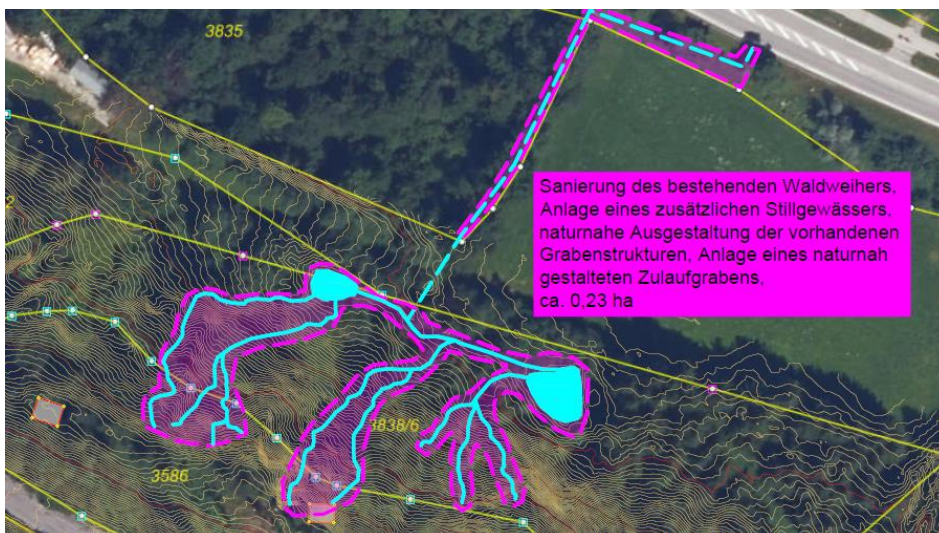 3835
Sanierung des bestehenden Waldweihers,
Anlage eines zusätzlichen Stillgewässers,
naturnahe Ausgestaltung der vorhandenen
Grabenstrukturen, Anlage eines naturnah
gestalteten Zulaufgrabens,
ca. 0,23 ha
3838/6
3586